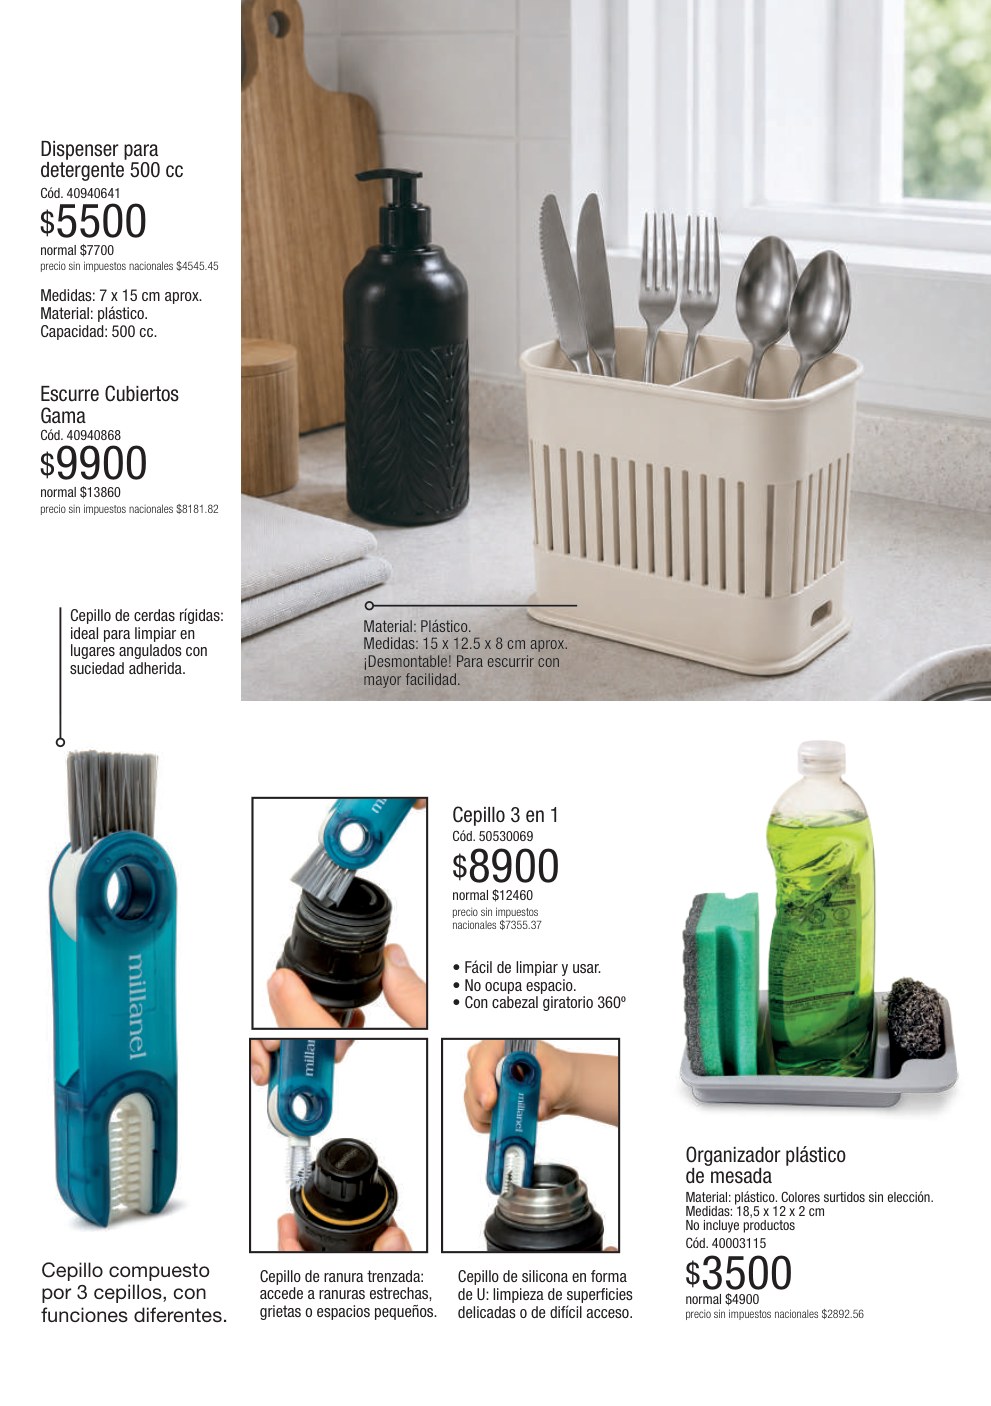 Dispenser para
detergente 500 cc
Cód. 40940641
$5500
normal $7700
precio sin impuestos nacionales $4545.45
Medidas: 7 x 15 cm aprox.
Material: plástico.
Capacidad: 500 cc.
Escurre Cubiertos
Gama
Cód. 40940868
$9900
normal $13860
precio sin impuestos nacionales $8181.82
Material: Plástico.
Medidas: 15 x 12.5 x 8 cm aprox.
¡Desmontable! Para escurrir con
mayor facilidad.
Cepillo de cerdas rígidas:
ideal para limpiar en
lugares angulados con
suciedad adherida.
millanel
Cepillo compuesto
por 3 cepillos, con
funciones diferentes.
Cepillo 3 en 1
Cód. 50530069
$8900
normal $12460
precio sin impuestos
nacionales $7355.37
• Fácil de limpiar y usar.
• No ocupa espacio.
• Con cabezal giratorio 360º
millanel
Cepillo de ranura trenzada:
accede a ranuras estrechas,
grietas o espacios pequeños.
Cepillo de silicona en forma
de U: limpieza de superficies
delicadas o de difícil acceso.
Organizador plástico
de mesada
Material: plástico. Colores surtidos sin elección.
Medidas: 18,5 x 12 x 2 cm
No incluye productos
Cód. 40003115
$3500
normal $4900
precio sin impuestos nacionales $2892.56